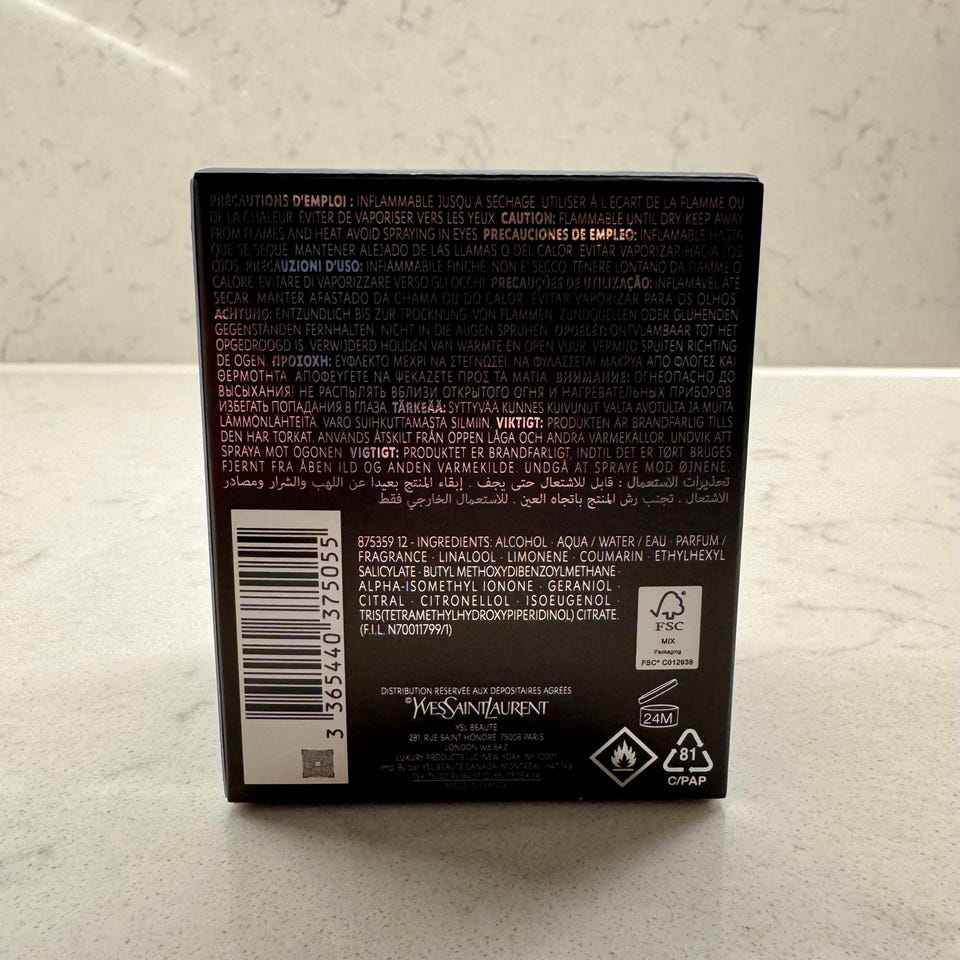 PRÉCAUTIONS D'EMPLOI : INFLAMMABLE JUSQU'À SÉCHAGE. UTILISER À L'ÉCART DE LA FLAMME OU
DE LA CHALEUR. ÉVITER DE VAPORISER VERS LES YEUX. CAUTION: FLAMMABLE UNTIL DRY. KEEP AWAY
FROM FLAMES AND HEAT. AVOID SPRAYING IN EYES. PRECAUCIONES DE EMPLEO: INFLAMABLE HASTA
QUE SE SEQUE. MANTENER ALEJADO DE LAS LLAMAS O DEL CALOR. EVITAR VAPORIZAR HACIA LOS
OJOS. PRECAUZIONI D'USO: INFIAMMABILE FINCHÉ NON È SECCO. TENERE LONTANO DA FIAMME O
CALORE. EVITARE DI VAPORIZZARE VERSO GLI OCCHI. PRECAUÇÕES DE UTILIZAÇÃO: INFLAMÁVEL ATÉ
SECAR. MANTER AFASTADO DA CHAMA OU DO CALOR. EVITAR VAPORIZAR PARA OS OLHOS.
ACHTUNG: ENTZÜNDLICH BIS ZUR TROCKNUNG. VON FLAMMEN, ZÜNDQUELLEN ODER GLÜHENDEN
GEGENSTÄNDEN FERNHALTEN. NICHT IN DIE AUGEN SPRÜHEN. OPGELET: ONTVLAMBAAR TOT HET
OPGEDROOGD IS. VERWIJDERD HOUDEN VAN WARMTE EN OPEN VUUR. VERMIJD SPUITEN RICHTING
DE OGEN. ΠΡΟΣΟΧΗ: ΕΥΦΛΕΚΤΟ ΜΕΧΡΙ ΝΑ ΣΤΕΓΝΩΣΕΙ. ΝΑ ΦΥΛΑΣΣΕΤΑΙ ΜΑΚΡΥΑ ΑΠΟ ΦΛΟΓΕΣ ΚΑΙ
ΘΕΡΜΟΤΗΤΑ. ΑΠΟΦΕΥΓΕΤΕ ΝΑ ΨΕΚΑΖΕΤΕ ΠΡΟΣ ΤΑ ΜΑΤΙΑ. ВНИМАНИЕ: ОГНЕОПАСНО ДО
ВЫСЫХАНИЯ! НЕ РАСПЫЛЯТЬ ВБЛИЗИ ОТКРЫТОГО ОГНЯ И НАГРЕВАТЕЛЬНЫХ ПРИБОРОВ.
ИЗБЕГАТЬ ПОПАДАНИЯ В ГЛАЗА. TÄRKEÄÄ: SYTTYVÄÄ KUNNES KUIVUNUT. VÄLTÄ AVOTULTA JA MUITA
LÄMMÖNLÄHTEITÄ. VARO SUIHKUTTAMASTA SILMIIN. VIKTIGT: PRODUKTEN ÄR BRANDFARLIG TILLS
DEN HAR TORKAT. ANVÄNDS ÅTSKILT FRÅN ÖPPEN LÅGA OCH ANDRA VÄRMEKÄLLOR. UNDVIK ATT
SPRAYA MOT ÖGONEN. VIGTIGT: PRODUKTET ER BRANDFARLIGT, INDTIL DET ER TØRT. BRUGES
FJERNT FRA ÅBEN ILD OG ANDEN VARMEKILDE. UNDGÅ AT SPRAYE MOD ØJNENE.
تحذيرات الاستعمال : قابل للاشتعال حتى يجف . إبقاء المنتج بعيدا عن اللهب والشرار ومصادر
الاشتعال . تجنب رش المنتج باتجاه العين . للاستعمال الخارجي فقط
875359 12 - INGREDIENTS: ALCOHOL · AQUA / WATER / EAU · PARFUM /
FRAGRANCE · LINALOOL · LIMONENE · COUMARIN · ETHYLHEXYL
SALICYLATE · BUTYL METHOXYDIBENZOYLMETHANE ·
ALPHA-ISOMETHYL IONONE · GERANIOL ·
CITRAL · CITRONELLOL · ISOEUGENOL ·
TRIS(TETRAMETHYLHYDROXYPIPERIDINOL) CITRATE.
(F.I.L. N70011799/1)
3 365440 375055
FSC
MIX
Packaging
FSC® C012938
DISTRIBUTION RÉSERVÉE AUX DÉPOSITAIRES AGRÉÉS
©YVESSAINTLAURENT
YSL BEAUTÉ
281 RUE SAINT HONORÉ 75008 PARIS
LONDON W6 8AZ
LUXURY PRODUCTS LLC, NEW YORK, NY 10001
YSL BEAUTÉ CANADA, MONTREAL
MADE IN FRANCE
24M
81
C/PAP